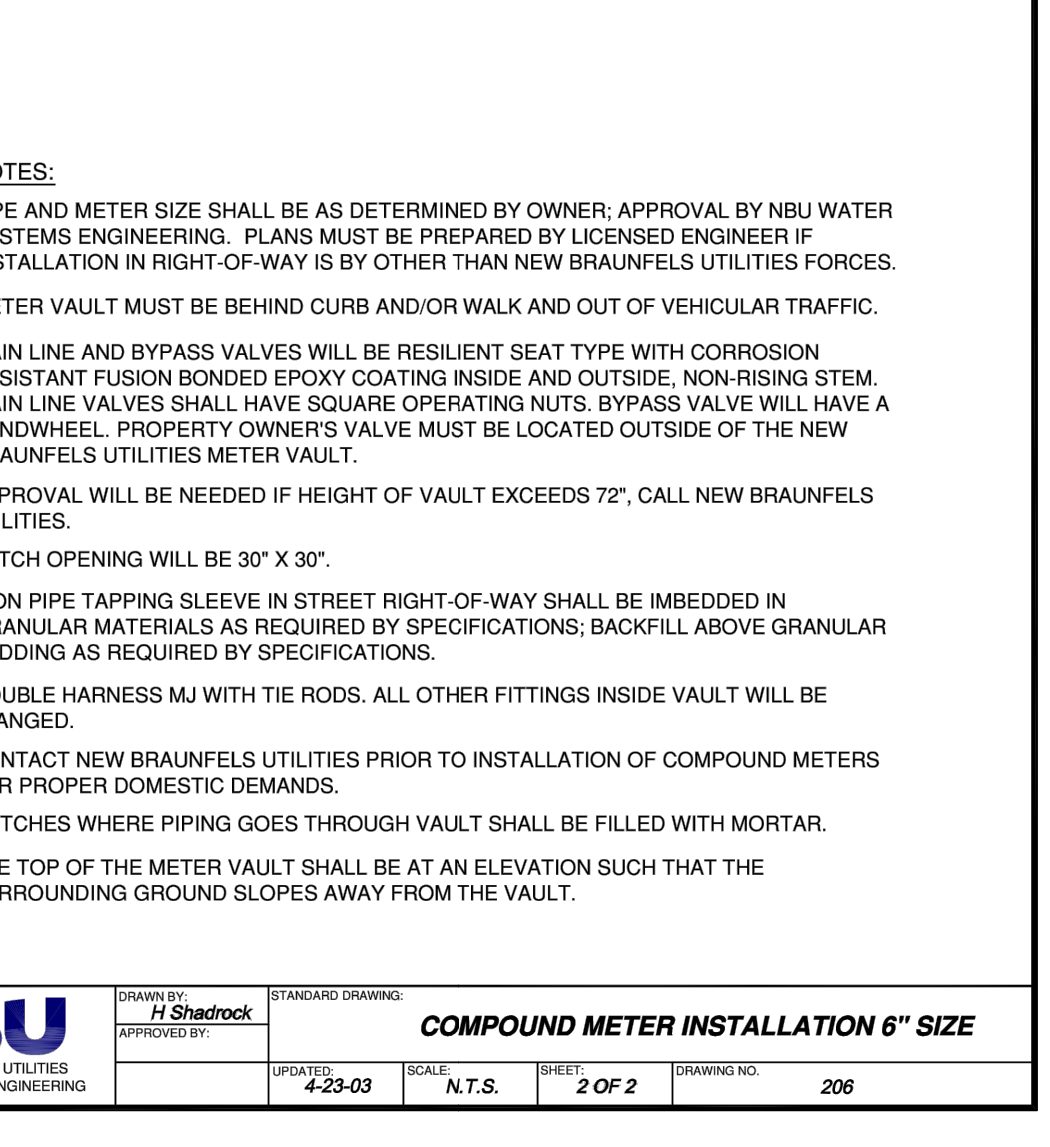 OTES:
PE AND METER SIZE SHALL BE AS DETERMINED BY OWNER; APPROVAL BY NBU WATER
STEMS ENGINEERING. PLANS MUST BE PREPARED BY LICENSED ENGINEER IF
STALLATION IN RIGHT-OF-WAY IS BY OTHER THAN NEW BRAUNFELS UTILITIES FORCES.
ETER VAULT MUST BE BEHIND CURB AND/OR WALK AND OUT OF VEHICULAR TRAFFIC.
AIN LINE AND BYPASS VALVES WILL BE RESILIENT SEAT TYPE WITH CORROSION
SISTANT FUSION BONDED EPOXY COATING INSIDE AND OUTSIDE, NON-RISING STEM.
AIN LINE VALVES SHALL HAVE SQUARE OPERATING NUTS. BYPASS VALVE WILL HAVE A
NDWHEEL. PROPERTY OWNER'S VALVE MUST BE LOCATED OUTSIDE OF THE NEW
AUNFELS UTILITIES METER VAULT.
PROVAL WILL BE NEEDED IF HEIGHT OF VAULT EXCEEDS 72", CALL NEW BRAUNFELS
LITIES.
TCH OPENING WILL BE 30" X 30".
ON PIPE TAPPING SLEEVE IN STREET RIGHT-OF-WAY SHALL BE IMBEDDED IN
RANULAR MATERIALS AS REQUIRED BY SPECIFICATIONS; BACKFILL ABOVE GRANULAR
DDING AS REQUIRED BY SPECIFICATIONS.
OUBLE HARNESS MJ WITH TIE RODS. ALL OTHER FITTINGS INSIDE VAULT WILL BE
ANGED.
NTACT NEW BRAUNFELS UTILITIES PRIOR TO INSTALLATION OF COMPOUND METERS
R PROPER DOMESTIC DEMANDS.
TCHES WHERE PIPING GOES THROUGH VAULT SHALL BE FILLED WITH MORTAR.
E TOP OF THE METER VAULT SHALL BE AT AN ELEVATION SUCH THAT THE
RROUNDING GROUND SLOPES AWAY FROM THE VAULT.
U
UTILITIES
NGINEERING
DRAWN BY:
H Shadrock
APPROVED BY:
STANDARD DRAWING:
COMPOUND METER INSTALLATION 6" SIZE
UPDATED:
4-23-03
SCALE:
N.T.S.
SHEET:
2 OF 2
DRAWING NO.
206